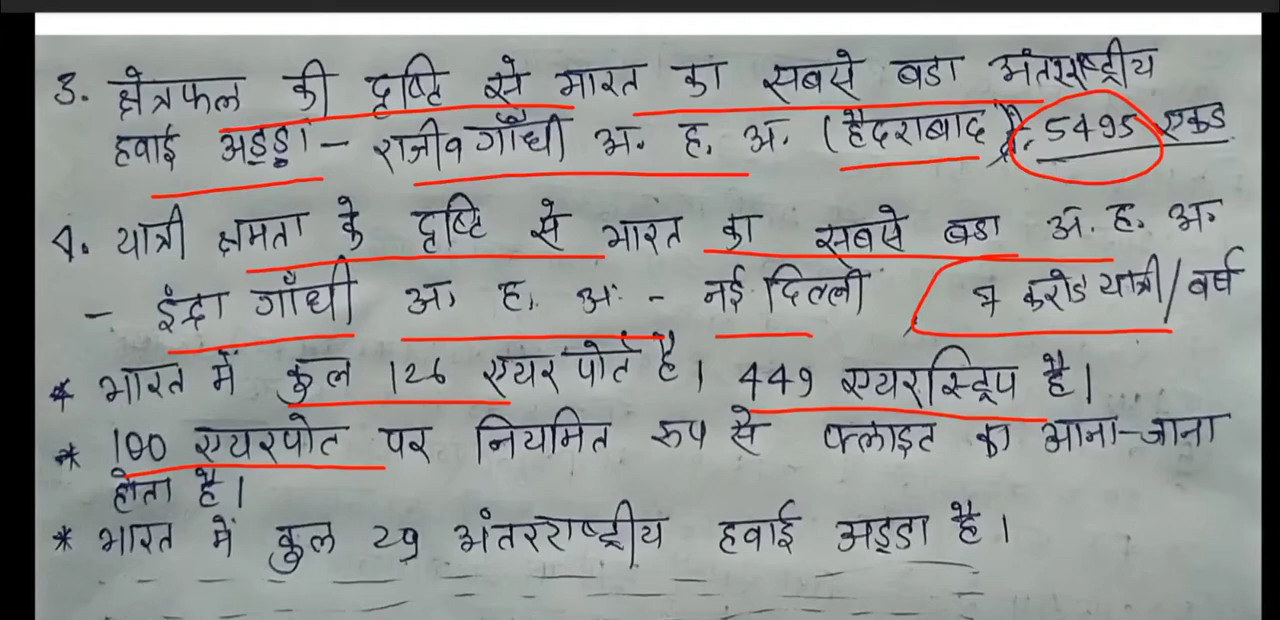 3. क्षेत्रफल की दृष्टि से भारत का सबसे बडा अंतरराष्ट्रीय
हवाई अड्डा - राजीव गाँधी अ. ह. अ. (हैदराबाद) है, 5495 एकड
4. यात्री क्षमता के दृष्टि से भारत का सबसे बडा अ. ह. अ.
- इंद्रा गाँधी अ. ह. अ. - नई दिल्ली 7 करोड यात्री/वर्ष
* भारत में कुल 126 एयरपोर्ट है। 449 एयरस्ट्रिप है।
* 100 एयरपोर्ट पर नियमित रूप से फ्लाइट का आना-जाना
होता है।
* भारत में कुल 29 अंतरराष्ट्रीय हवाई अड्डा है।